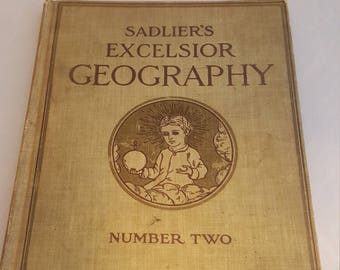 SADLIER'S
EXCELSIOR
GEOGRAPHY
NUMBER TWO